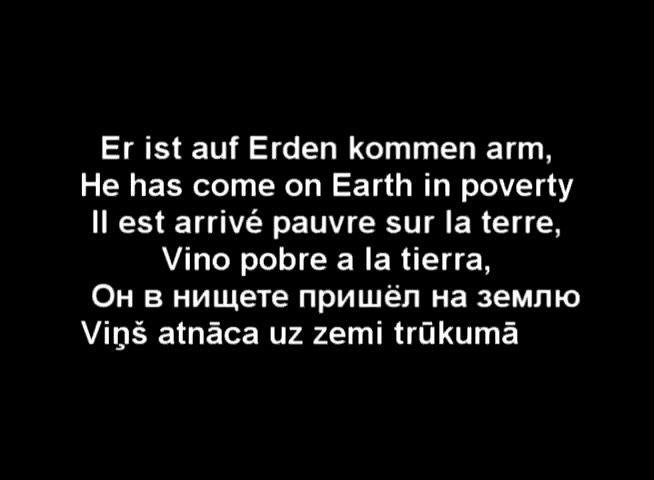 Er ist auf Erden kommen arm,
He has come on Earth in poverty
Il est arrivé pauvre sur la terre,
Vino pobre a la tierra,
Он в нищете пришёл на землю
Viņš atnāca uz zemi trūkumā